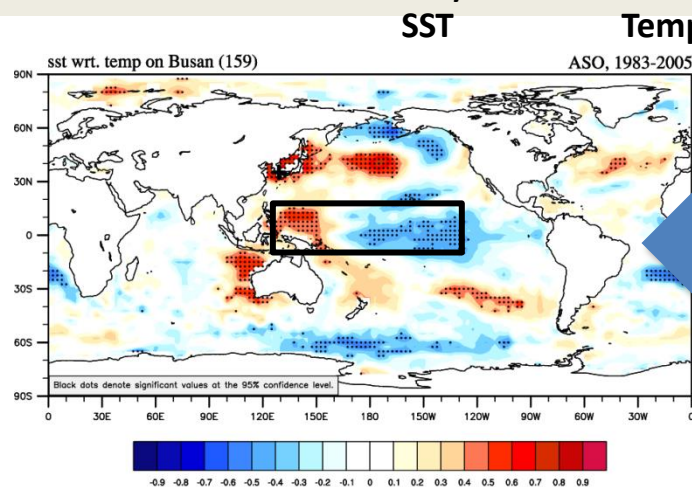 SST Temp
sst wrt. temp on Busan (159) ASO, 1983-2005
90N
60N
30N
0
30S
60S
90S
Black dots denote significant values at the 95% confidence level.
0 30E 60E 90E 120E 150E 180 150W 120W 90W 60W 30W 0
-0.9 -0.8 -0.7 -0.6 -0.5 -0.4 -0.3 -0.2 -0.1 0 0.1 0.2 0.3 0.4 0.5 0.6 0.7 0.8 0.9